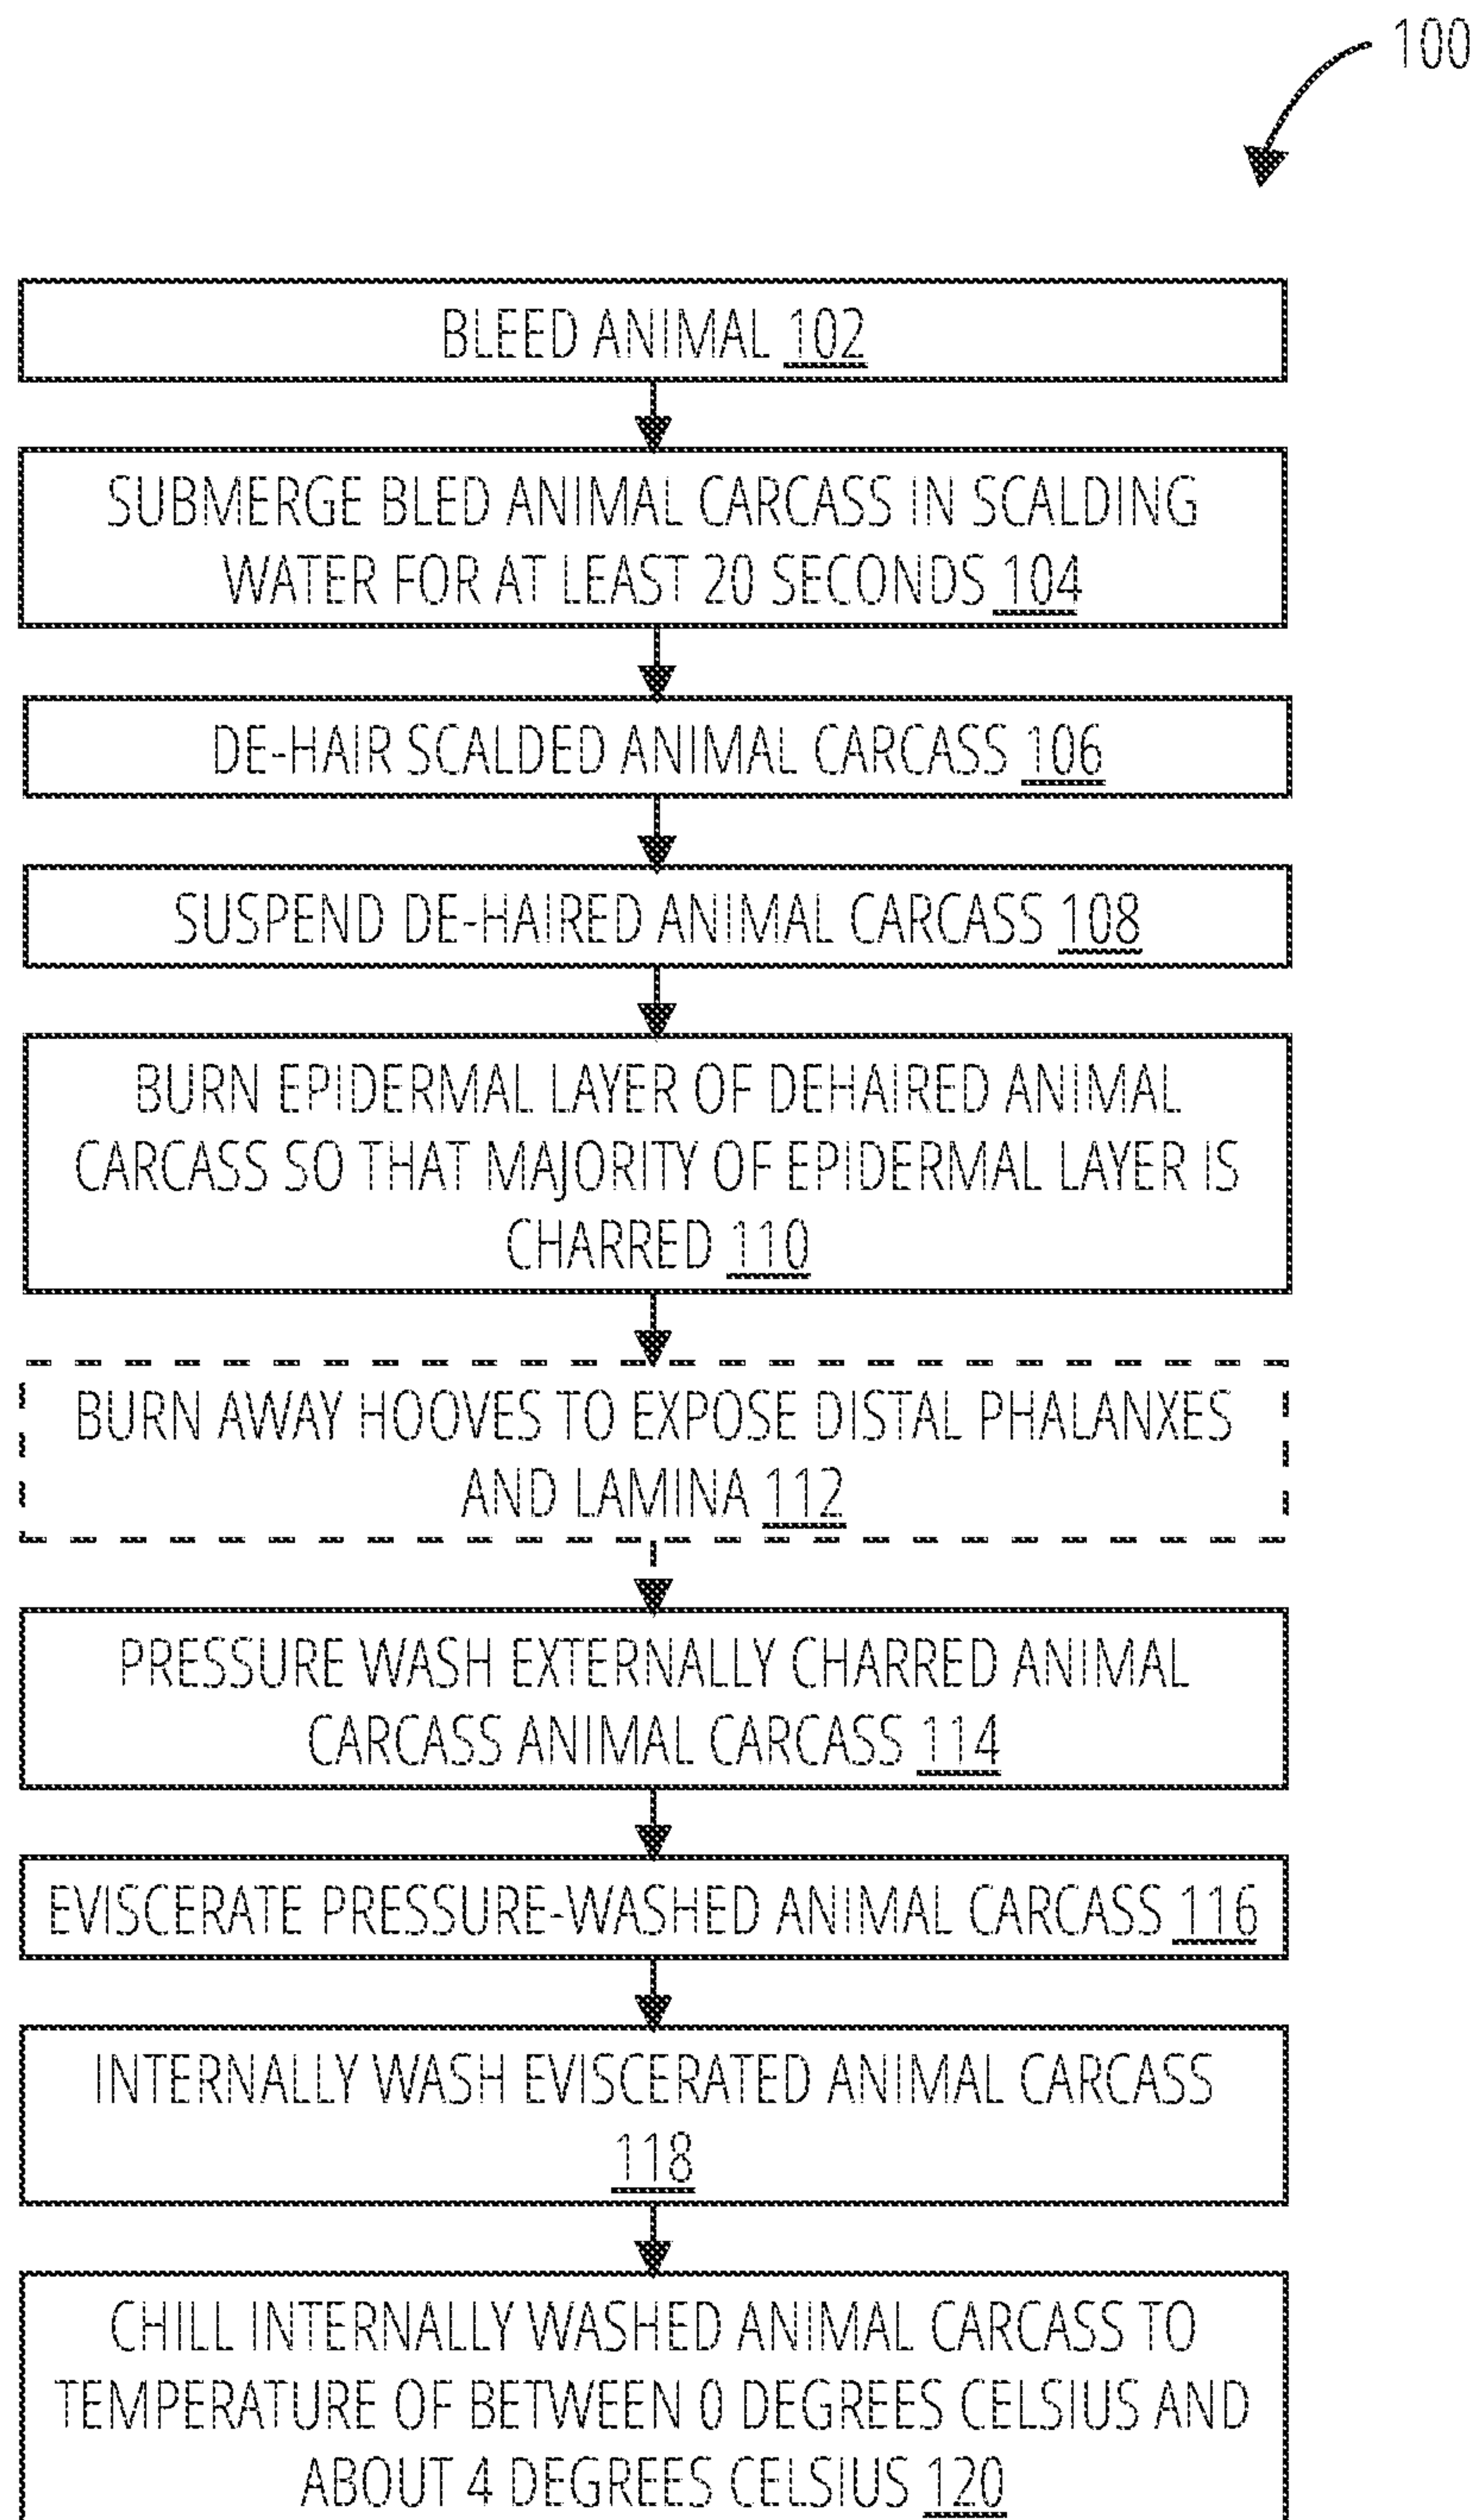 100
BLEED ANIMAL 102
SUBMERGE BLED ANIMAL CARCASS IN SCALDING
WATER FOR AT LEAST 20 SECONDS 104
DE-HAIR SCALDED ANIMAL CARCASS 106
SUSPEND DE-HAIRED ANIMAL CARCASS 108
BURN EPIDERMAL LAYER OF DEHAIRED ANIMAL
CARCASS SO THAT MAJORITY OF EPIDERMAL LAYER IS
CHARRED 110
BURN AWAY HOOVES TO EXPOSE DISTAL PHALANXES
AND LAMINA 112
PRESSURE WASH EXTERNALLY CHARRED ANIMAL
CARCASS ANIMAL CARCASS 114
EVISCERATE PRESSURE-WASHED ANIMAL CARCASS 116
INTERNALLY WASH EVISCERATED ANIMAL CARCASS
118
CHILL INTERNALLY WASHED ANIMAL CARCASS TO
TEMPERATURE OF BETWEEN 0 DEGREES CELSIUS AND
ABOUT 4 DEGREES CELSIUS 120